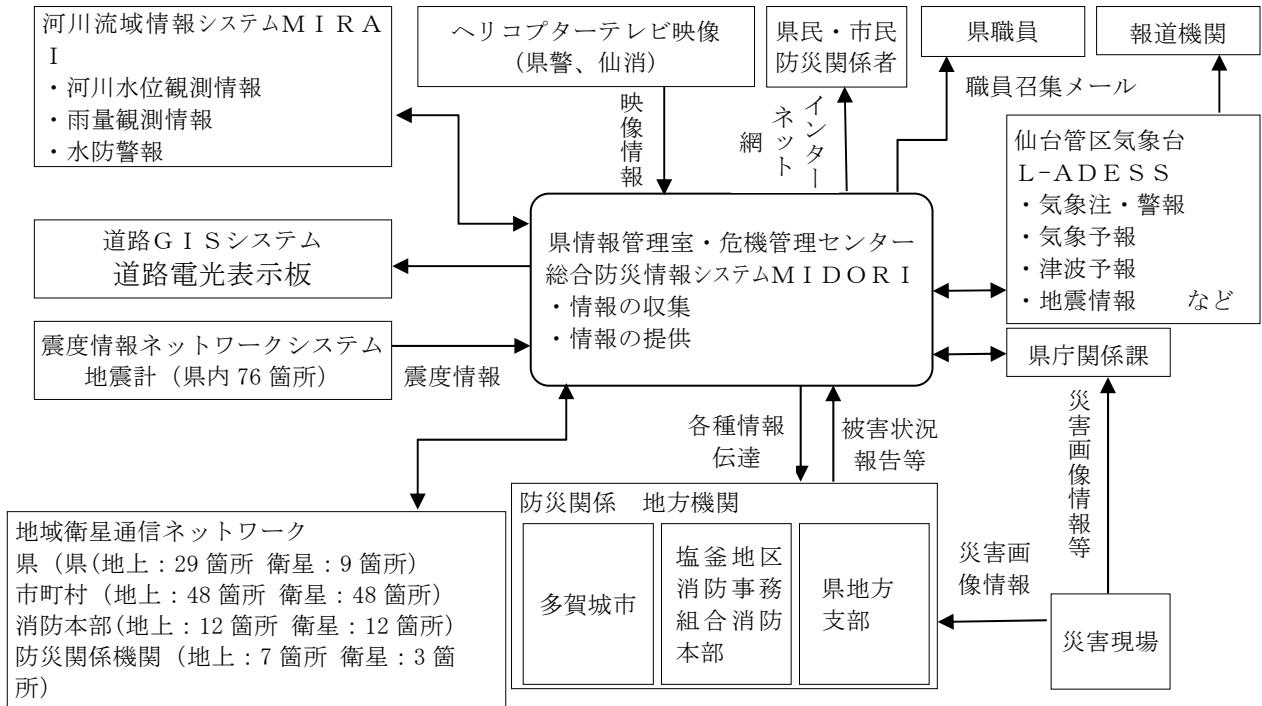 河川流域情報システムＭＩＲＡ
Ｉ
・河川水位観測情報
・雨量観測情報
・水防警報
ヘリコプターテレビ映像
（県警、仙消）
県民・市民
防災関係者
県職員
報道機関
映像情報
インター
ネット
網
職員召集メール
仙台管区気象台
Ｌ-ＡＤＥＳＳ
・気象注・警報
・気象予報
・津波予報
・地震情報　　など
道路ＧＩＳシステム
道路電光表示板
県情報管理室・危機管理センター
総合防災情報システムＭＩＤＯＲＩ
・情報の収集
・情報の提供
震度情報ネットワークシステム
地震計（県内 76 箇所）
震度情報
県庁関係課
各種情報
伝達
被害状況
報告等
災害画像情報等
地域衛星通信ネットワーク
県（県(地上：29 箇所 衛星：9 箇所）
市町村（地上：48 箇所 衛星：48 箇所）
消防本部(地上：12 箇所 衛星：12 箇所）
防災関係機関（地上：7 箇所 衛星：3 箇
所）
防災関係　地方機関
多賀城市
塩釜地区
消防事務
組合消防
本部
県地方
支部
災害画
像情報
災害現場